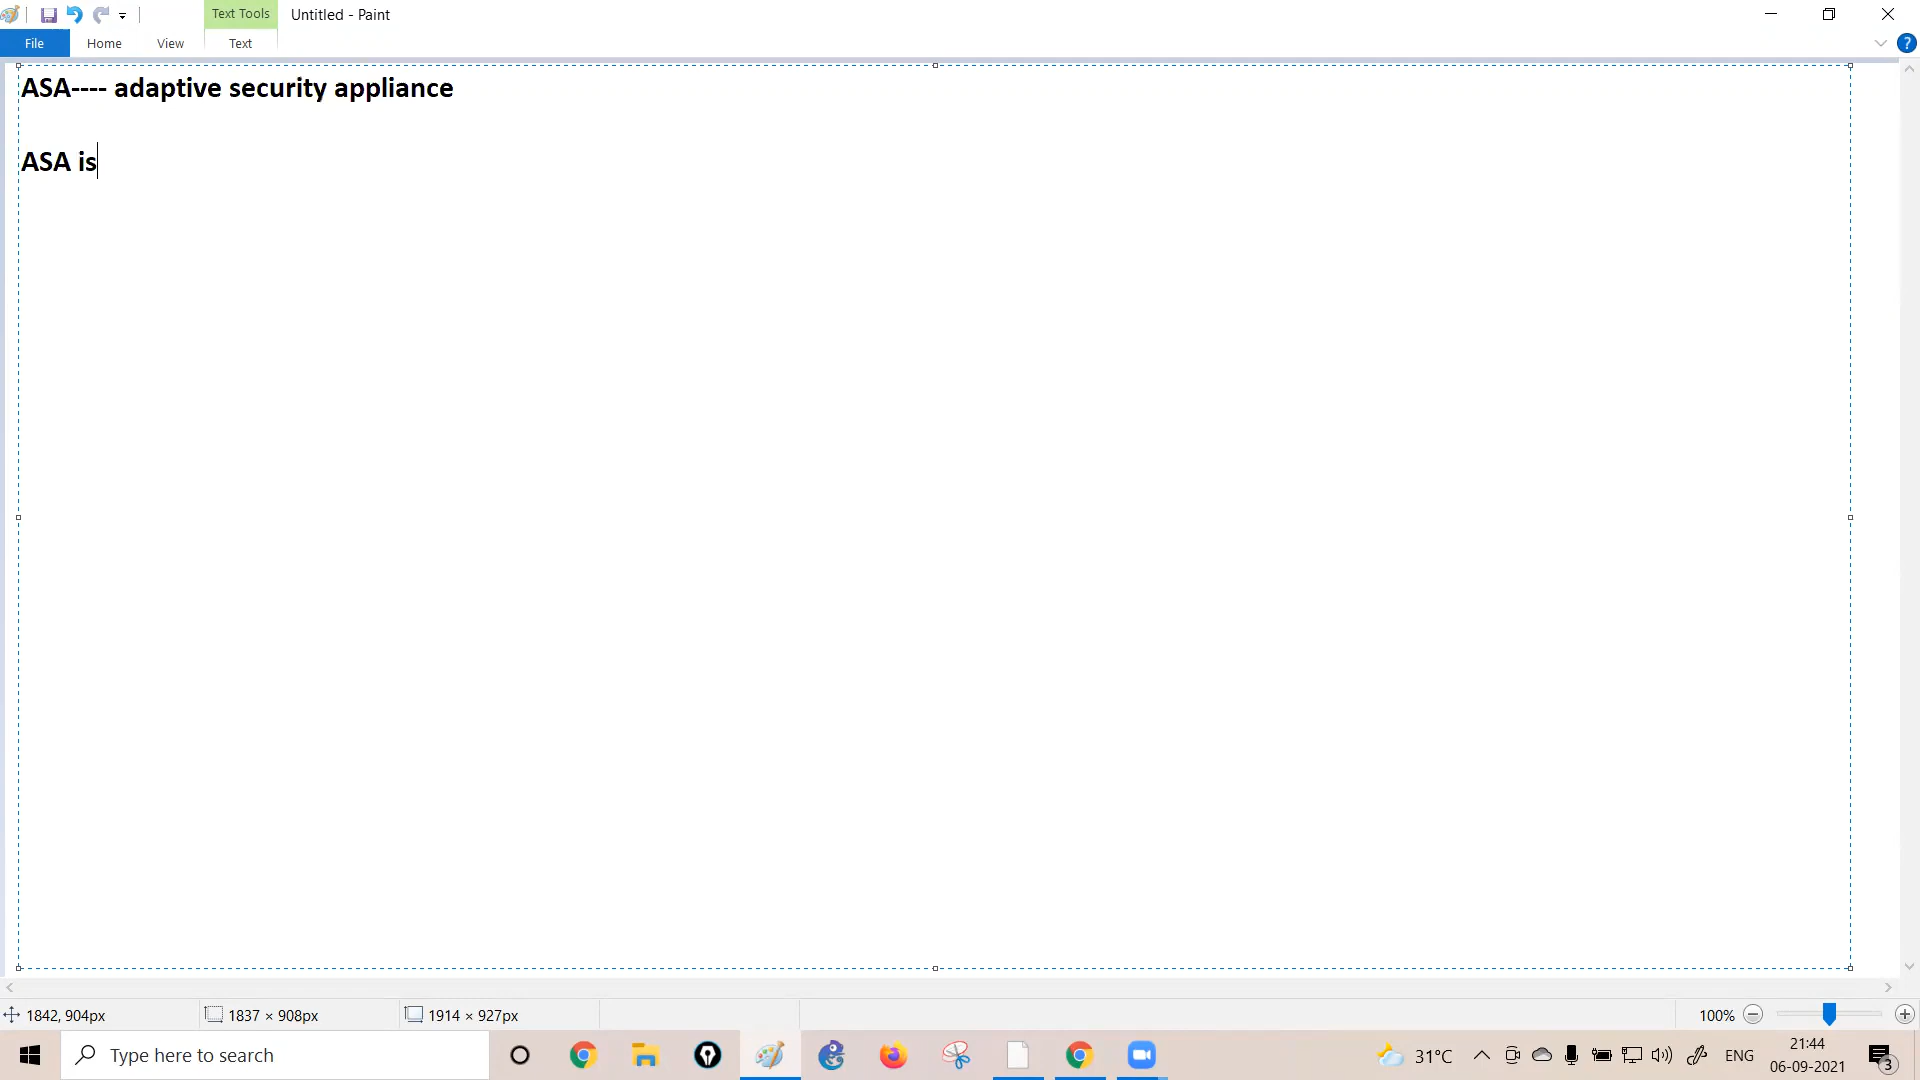 Text Tools
Untitled - Paint
File
Home
View
Text
ASA---- adaptive security appliance
ASA is
1842, 904px
1837 × 908px
1914 × 927px
100%
Type here to search
31°C
ENG
21:44
06-09-2021
3